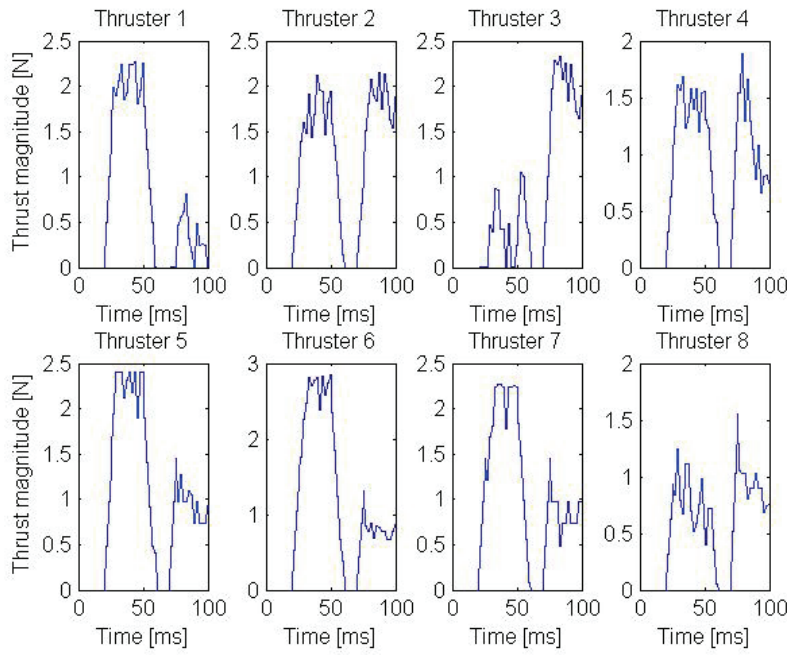 Thruster 1 Thruster 2 Thruster 3 Thruster 4
Thrust magnitude [N]
2.5 2.5 2.5 2
2 2 2
1.5 1.5 1.5 1.5
1 1 1 1
0.5 0.5 0.5 0.5
0 0 0 0
0 50 100 0 50 100 0 50 100 0 50 100
Time [ms] Time [ms] Time [ms] Time [ms]
Thruster 5 Thruster 6 Thruster 7 Thruster 8
Thrust magnitude [N]
2.5 3 2.5 2
2 2 2 1.5
1.5 1.5
1 1 1 1
0.5 0.5 0.5
0 0 0 0
0 50 100 0 50 100 0 50 100 0 50 100
Time [ms] Time [ms] Time [ms] Time [ms]